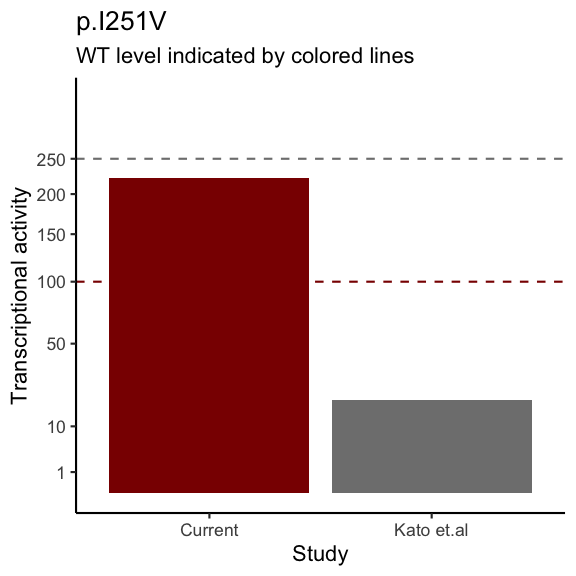 p.I251V
WT level indicated by colored lines
Transcriptional activity
250
200
150
100
50
10
1
Current
Kato et.al
Study